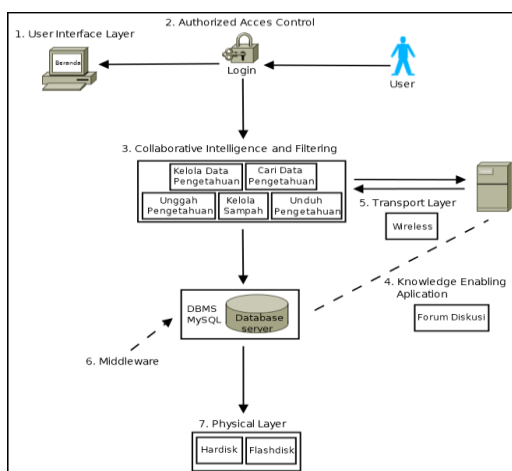 2. Authorized Acces Control
1. User Interface Layer
Beranda
Login
User
3. Collaborative Intelligence and Filtering
Kelola Data
Pengetahuan
Cari Data
Pengetahuan
Unggah
Pengetahuan
Kelola
Sampah
Unduh
Pengetahuan
5. Transport Layer
Wireless
4. Knowledge Enabling
Aplication
Forum Diskusi
DBMS
MySQL
Database
server
6. Middleware
7. Physical Layer
Hardisk
Flashdisk